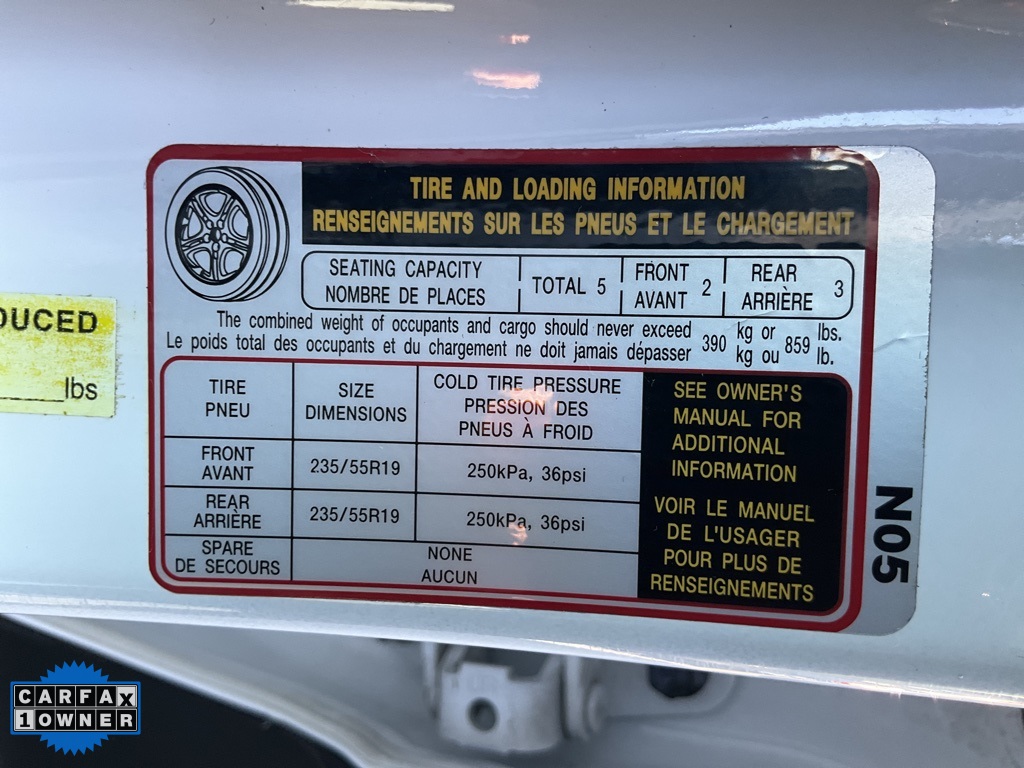 TIRE AND LOADING INFORMATION
RENSEIGNEMENTS SUR LES PNEUS ET LE CHARGEMENT
SEATING CAPACITY
NOMBRE DE PLACES
TOTAL 5
FRONT
AVANT 2
REAR
ARRIÈRE 3
The combined weight of occupants and cargo should never exceed 390 kg or 859 lbs.
Le poids total des occupants et du chargement ne doit jamais dépasser kg ou lb.
TIRE
PNEU
SIZE
DIMENSIONS
COLD TIRE PRESSURE
PRESSION DES
PNEUS À FROID
FRONT
AVANT
235/55R19
250kPa, 36psi
REAR
ARRIÈRE
235/55R19
250kPa, 36psi
SPARE
DE SECOURS
NONE
AUCUN
SEE OWNER'S
MANUAL FOR
ADDITIONAL
INFORMATION
VOIR LE MANUEL
DE L'USAGER
POUR PLUS DE
RENSEIGNEMENTS
N05
DUCED
lbs
CARFAX
1 OWNER